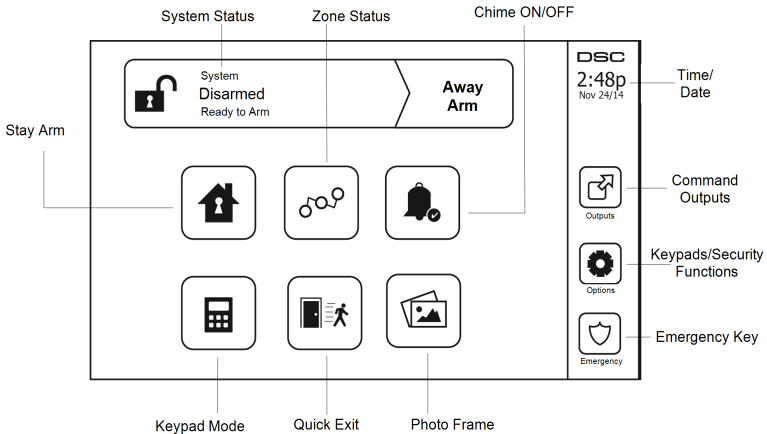 System Status
Zone Status
Chime ON/OFF
System
Disarmed
Ready to Arm
Away
Arm
DSC
2:48p
Nov 24/14
Time/
Date
Stay Arm
Outputs
Command
Outputs
Options
Keypads/Security
Functions
Emergency
Emergency Key
Keypad Mode
Quick Exit
Photo Frame